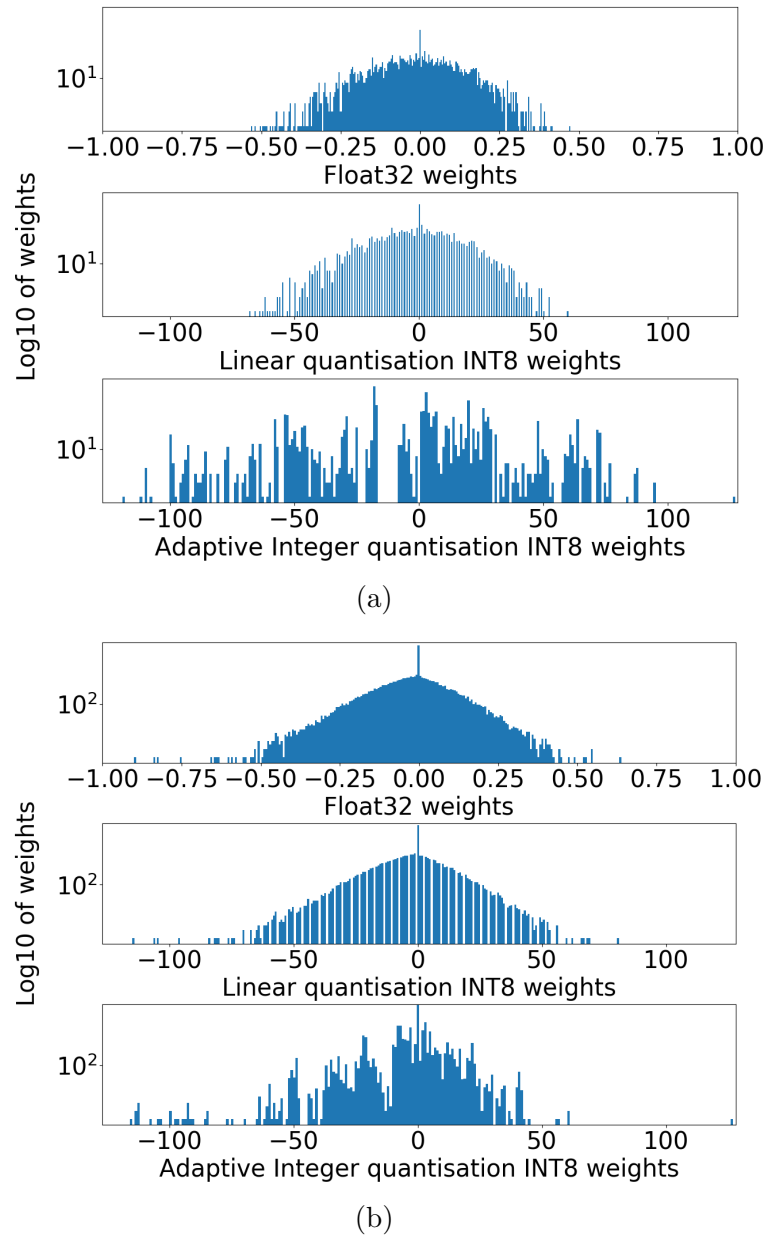 10¹
−1.00 −0.75 −0.50 −0.25 0.00 0.25 0.50 0.75 1.00
Float32 weights
10¹
−100 −50 0 50 100
Linear quantisation INT8 weights
10¹
−100 −50 0 50 100
Adaptive Integer quantisation INT8 weights
Log10 of weights
(a)
10²
−1.00 −0.75 −0.50 −0.25 0.00 0.25 0.50 0.75 1.00
Float32 weights
10²
−100 −50 0 50 100
Linear quantisation INT8 weights
10²
−100 −50 0 50 100
Adaptive Integer quantisation INT8 weights
Log10 of weights
(b)